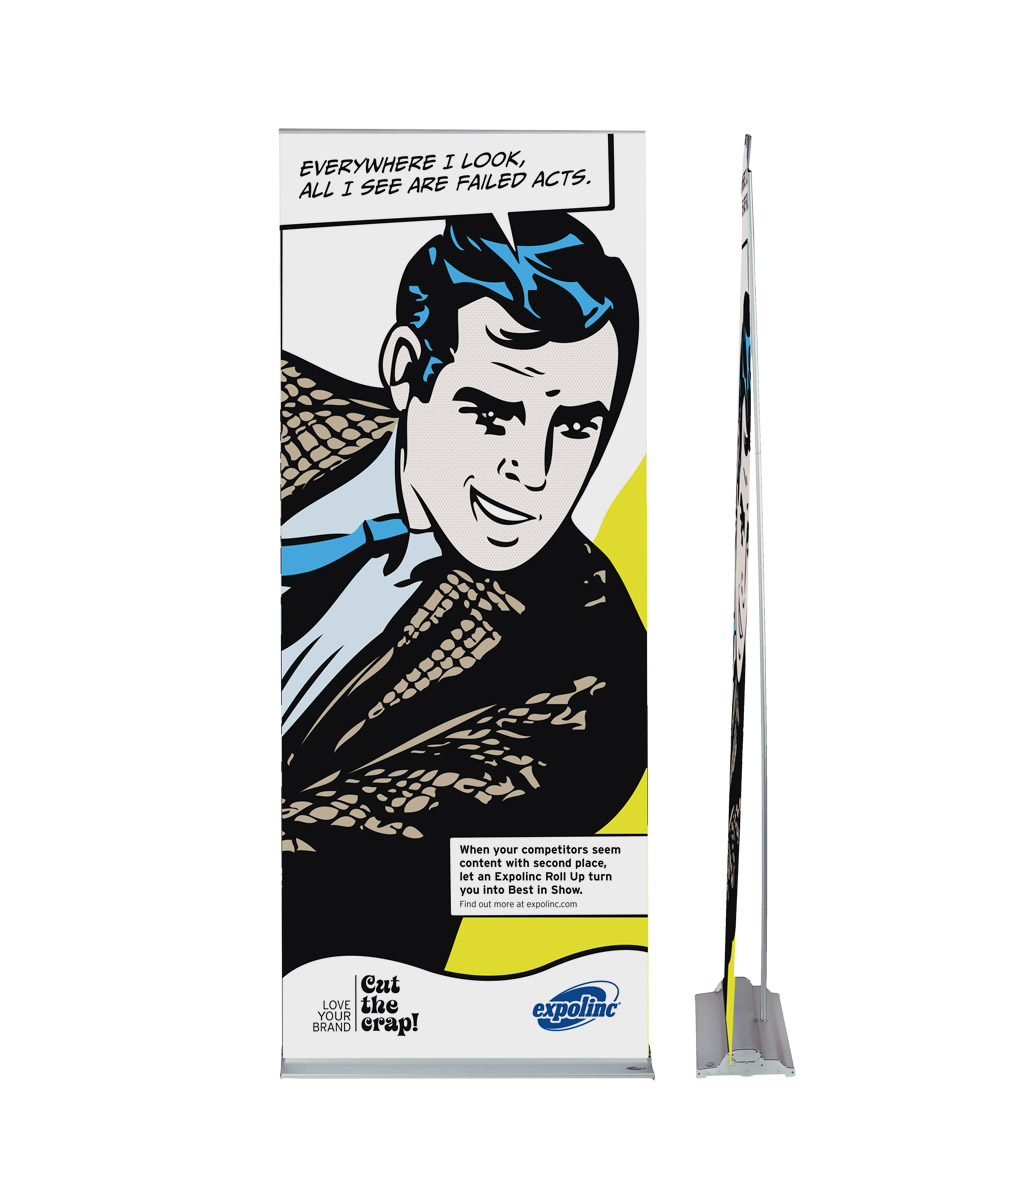 EVERYWHERE I LOOK,
ALL I SEE ARE FAILED ACTS.
When your competitors seem
content with second place,
let an Expolinc Roll Up turn
you into Best in Show.
Find out more at expolinc.com
LOVE
YOUR
BRAND
Cut
the
crap!
expolinc